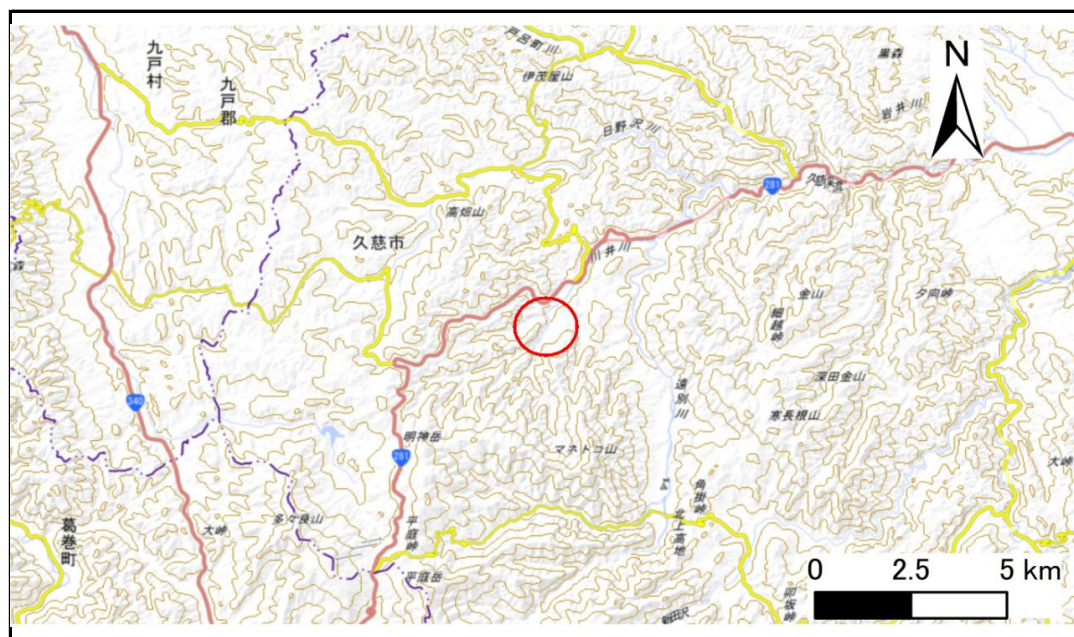 九戸村
九戸郡
戸呂町川
伊茂屋山
黒森
岩井川
日野沢川
N
281
久慈渓流
高畑山
久慈市
川井川
森
金山
夕向峠
細越峠
遠別川
深田金山
340
寒長根山
明神岳
281
マネトコ山
大峠
角掛峠
北上高地
葛巻町
大峠
多々良山
平庭峠
平庭岳
卯坂峠
0 2.5 5 km